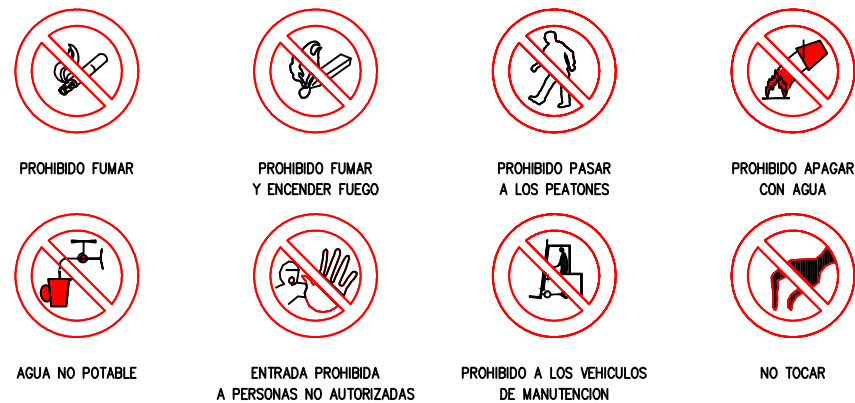 PROHIBIDO FUMAR
PROHIBIDO FUMAR
Y ENCENDER FUEGO
PROHIBIDO PASAR
A LOS PEATONES
PROHIBIDO APAGAR
CON AGUA
AGUA NO POTABLE
ENTRADA PROHIBIDA
A PERSONAS NO AUTORIZADAS
PROHIBIDO A LOS VEHICULOS
DE MANUTENCION
NO TOCAR